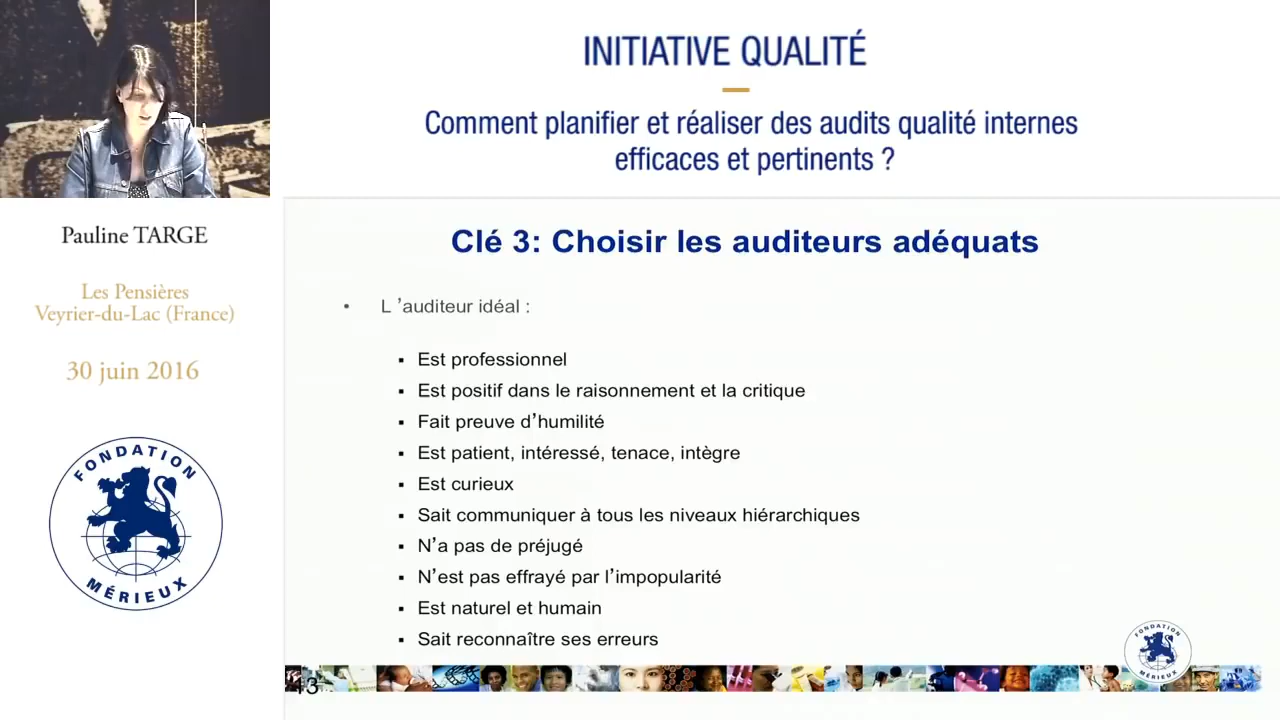 INITIATIVE QUALITÉ
Comment planifier et réaliser des audits qualité internes
efficaces et pertinents ?
Pauline TARGE
Les Pensières
Veyrier-du-Lac (France)
30 juin 2016
FONDATION
MÉRIEUX
Clé 3: Choisir les auditeurs adéquats
• L ’auditeur idéal :
▪ Est professionnel
▪ Est positif dans le raisonnement et la critique
▪ Fait preuve d’humilité
▪ Est patient, intéressé, tenace, intègre
▪ Est curieux
▪ Sait communiquer à tous les niveaux hiérarchiques
▪ N’a pas de préjugé
▪ N’est pas effrayé par l’impopularité
▪ Est naturel et humain
▪ Sait reconnaître ses erreurs
FONDATION
MÉRIEUX
13